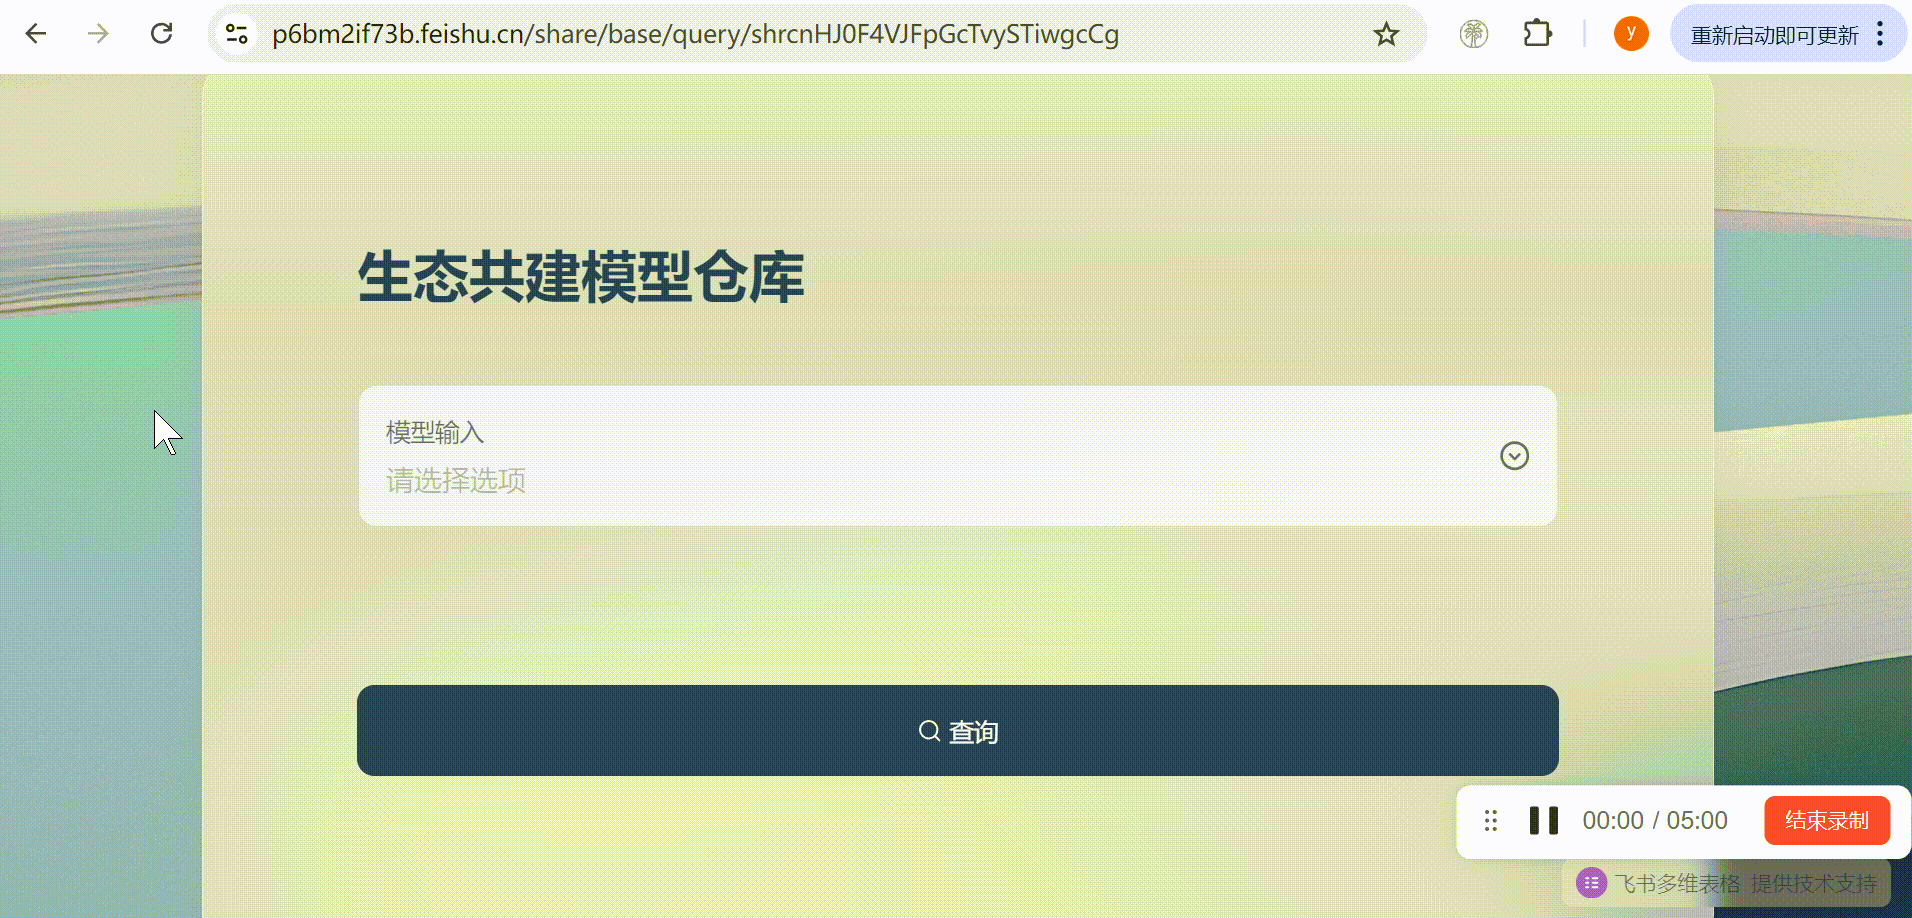 p6bm2if73b.feishu.cn/share/base/query/shrcnHJ0F4VJFpGcTvySTiwgcCg
y
重新启动即可更新
生态共建模型仓库
模型输入
请选择选项
查询
00:00 / 05:00
结束录制
飞书多维表格 提供技术支持